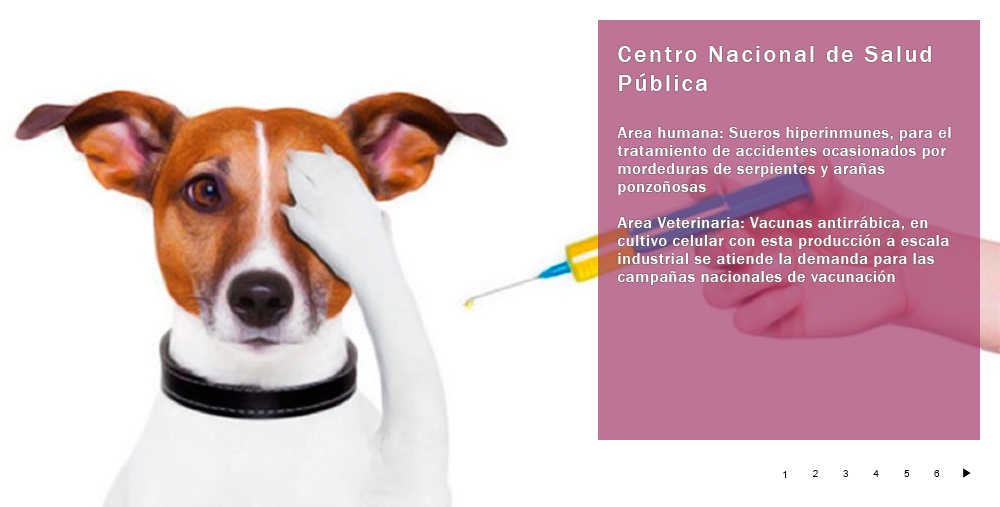 Centro Nacional de Salud
Pública
Area humana: Sueros hiperinmunes, para el
tratamiento de accidentes ocasionados por
mordeduras de serpientes y arañas
ponzoñosas
Area Veterinaria: Vacunas antirrábica, en
cultivo celular con esta producción a escala
industrial se atiende la demanda para las
campañas nacionales de vacunación
1 2 3 4 5 6